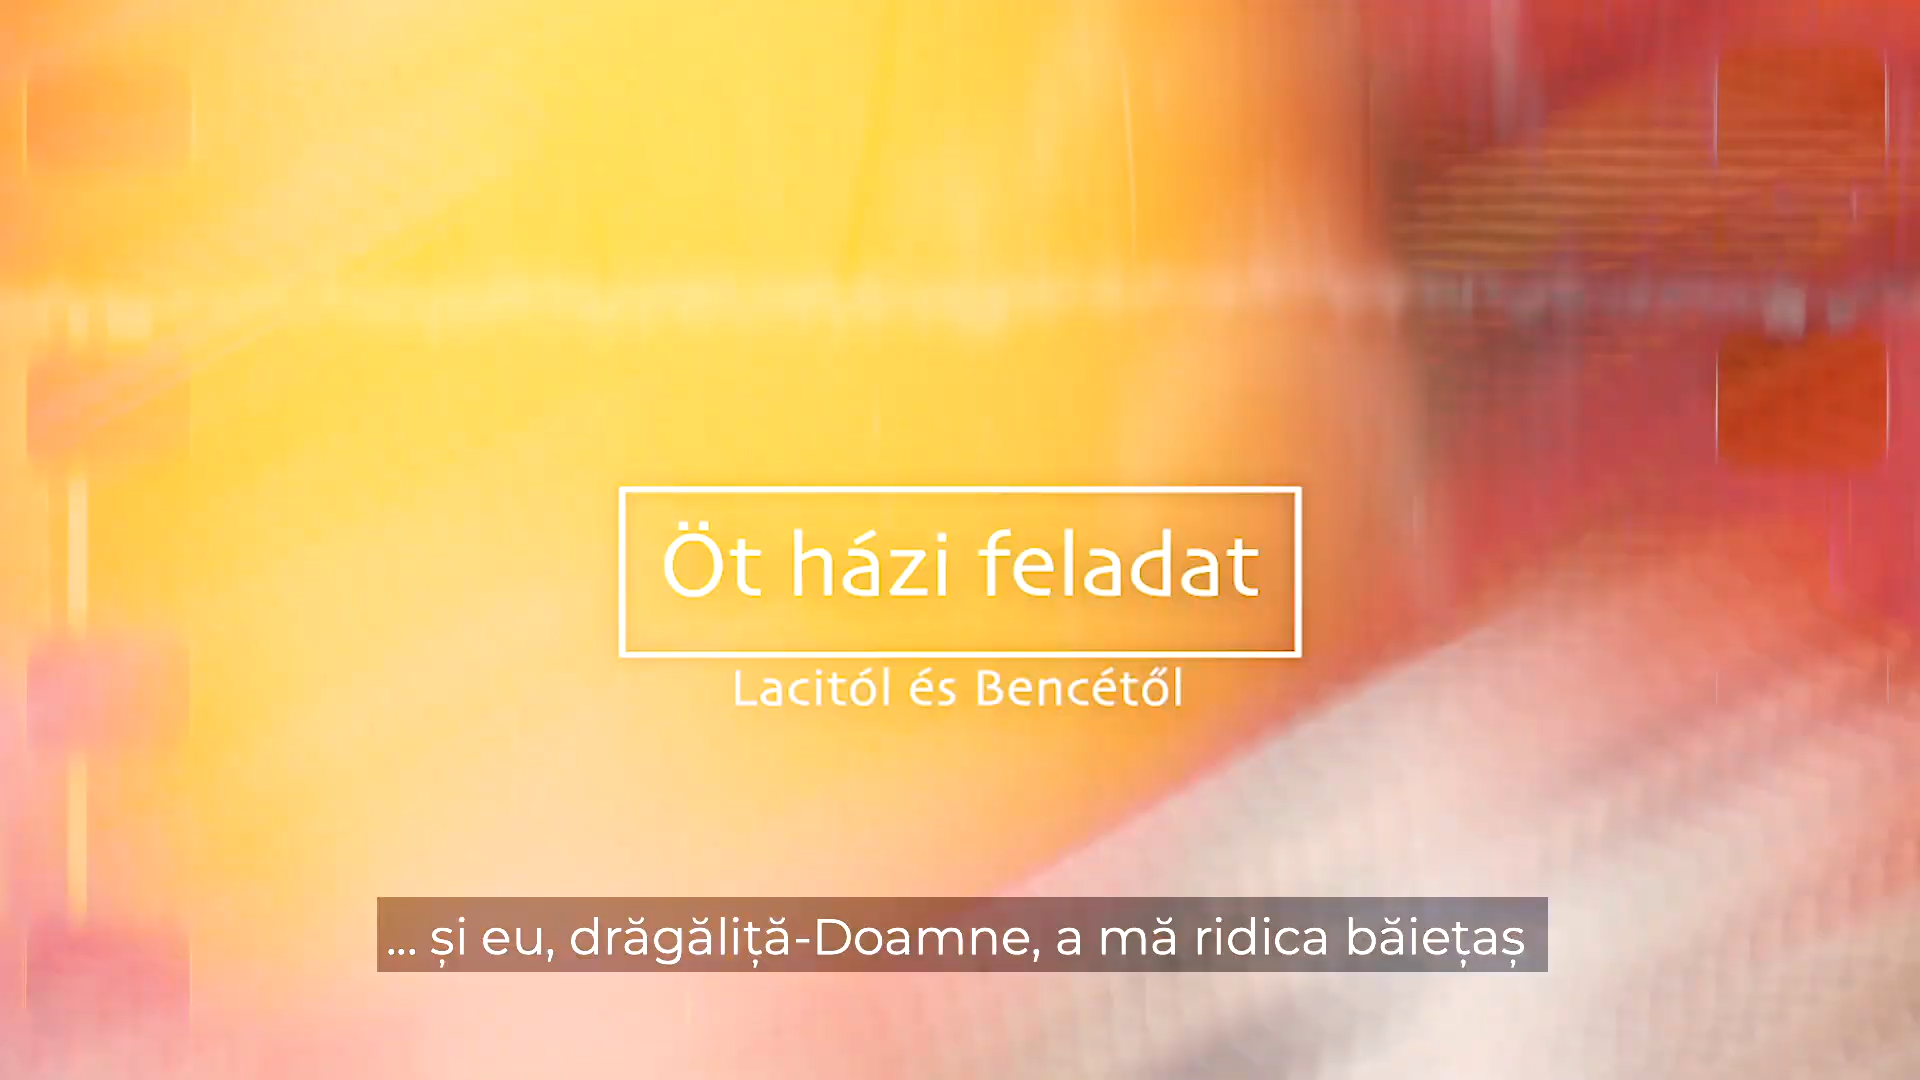 Öt házi feladat
Lacitól és Bencétől
... și eu, drăgăliță-Doamne, a mă ridica băiețaș